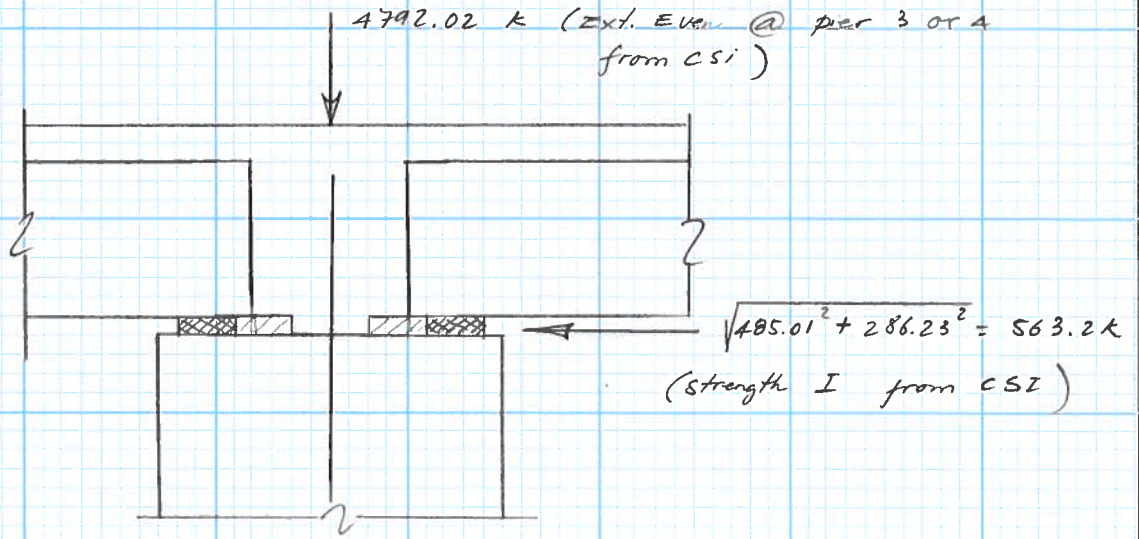 4792.02 k (Ext. Even @ pier 3 or 4
from csi)
√485.01² + 286.23² = 563.2 k
(strength I from CSI)